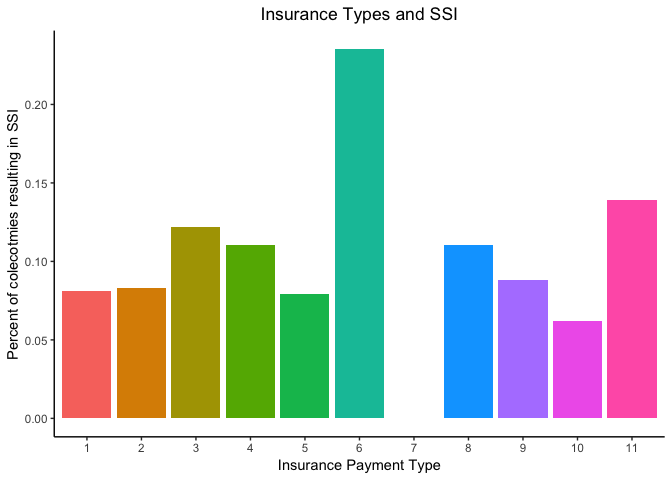 Insurance Types and SSI
Percent of colecotmies resulting in SSI
0.20
0.15
0.10
0.05
0.00
1 2 3 4 5 6 7 8 9 10 11
Insurance Payment Type